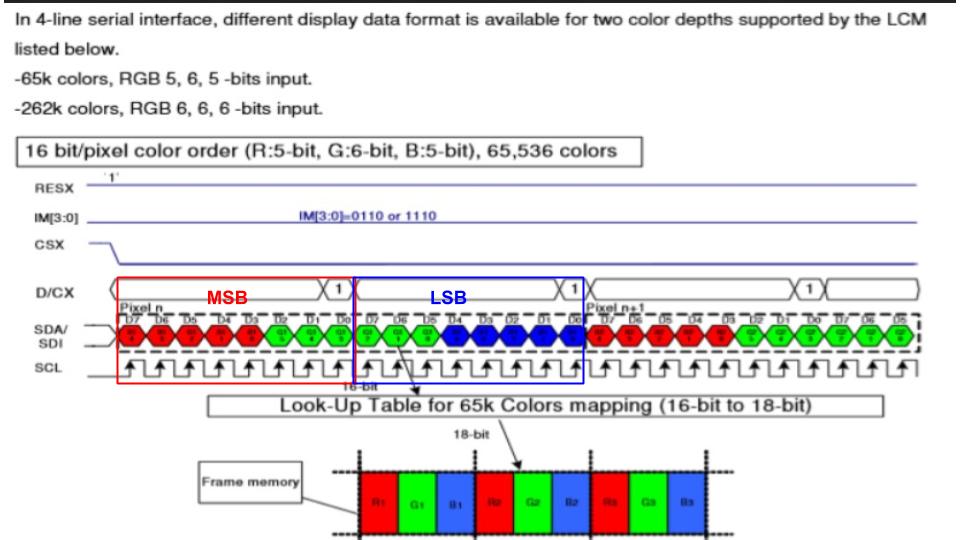 In 4-line serial interface, different display data format is available for two color depths supported by the LCM
listed below.
-65k colors, RGB 5, 6, 5 -bits input.
-262k colors, RGB 6, 6, 6 -bits input.
16 bit/pixel color order (R:5-bit, G:6-bit, B:5-bit), 65,536 colors
RESX '1'
IM[3:0] IM[3:0]=0110 or 1110
CSX
D/CX MSB 1 LSB 1 1
Pixel n Pixel n+1
D7 D6 D5 D4 D3 D2 D1 D0 D7 D6 D5 D4 D3 D2 D1 D0 D7 D6 D5 D4 D3 D2 D1 D0 D7 D6 D5
SDA/
SDI
SCL
16-bit
Look-Up Table for 65k Colors mapping (16-bit to 18-bit)
18-bit
Frame memory
R1 G1 B1 R2 G2 B2 R3 G3 B3